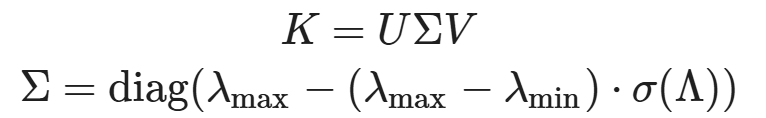 K = UΣV
Σ = diag(λ_max − (λ_max − λ_min) · σ(Λ))